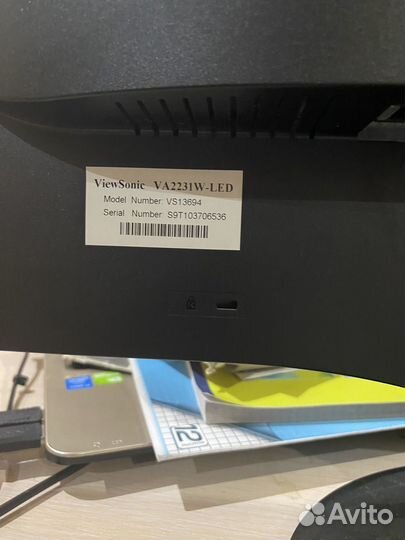 ViewSonic VA2231W-LED
Model Number: VS13694
Serial Number: S9T103706536
12
Avito